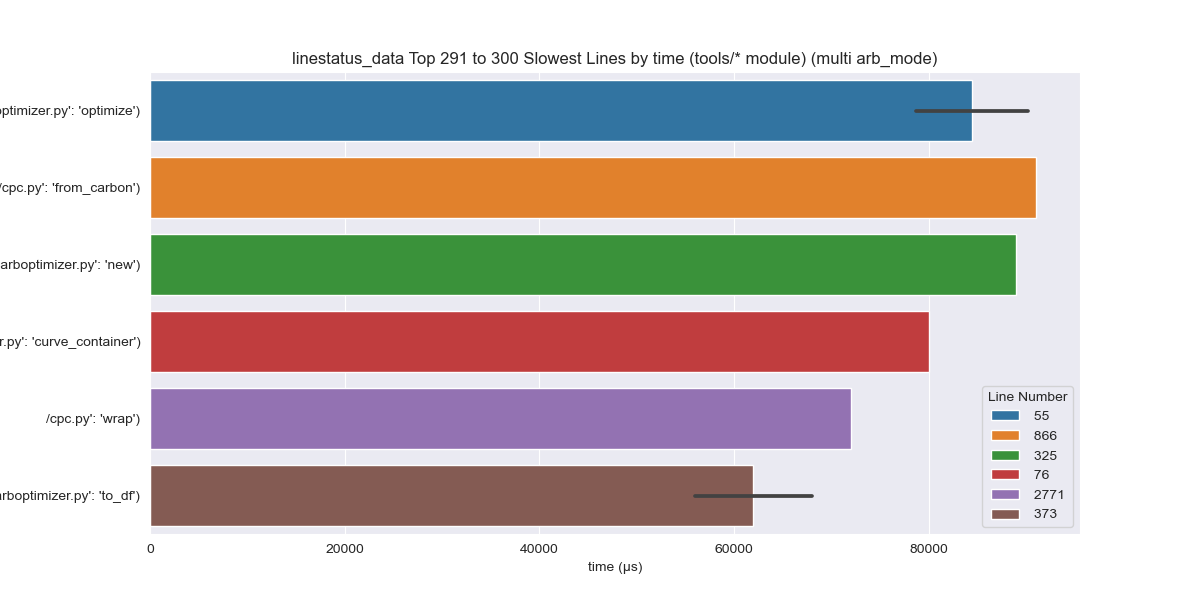 linestatus_data Top 291 to 300 Slowest Lines by time (tools/* module) (multi arb_mode)
optimizer.py': 'optimize')
/cpc.py': 'from_carbon')
arboptimizer.py': 'new')
r.py': 'curve_container')
/cpc.py': 'wrap')
arboptimizer.py': 'to_df')
Line Number
55
866
325
76
2771
373
0 20000 40000 60000 80000
time (µs)